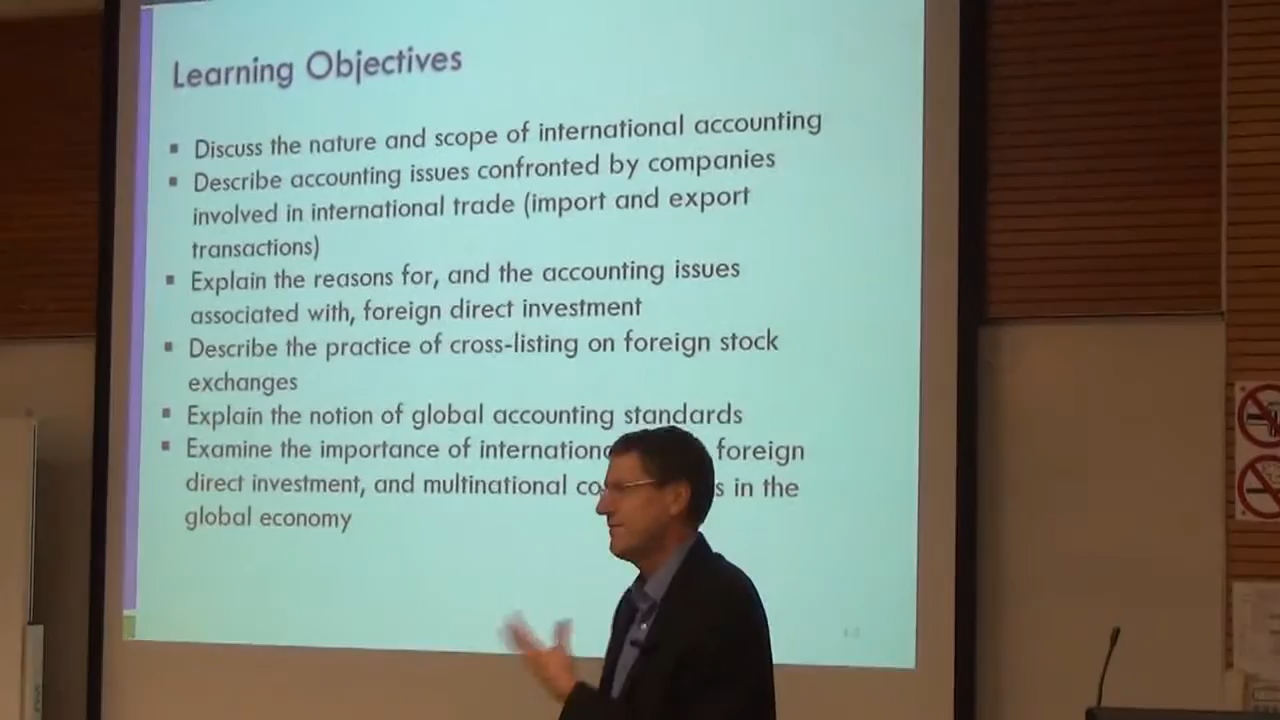 Learning Objectives
▪ Discuss the nature and scope of international accounting
▪ Describe accounting issues confronted by companies
involved in international trade (import and export
transactions)
▪ Explain the reasons for, and the accounting issues
associated with, foreign direct investment
▪ Describe the practice of cross-listing on foreign stock
exchanges
▪ Explain the notion of global accounting standards
▪ Examine the importance of foreign
direct investment, and multinational in the
global economy